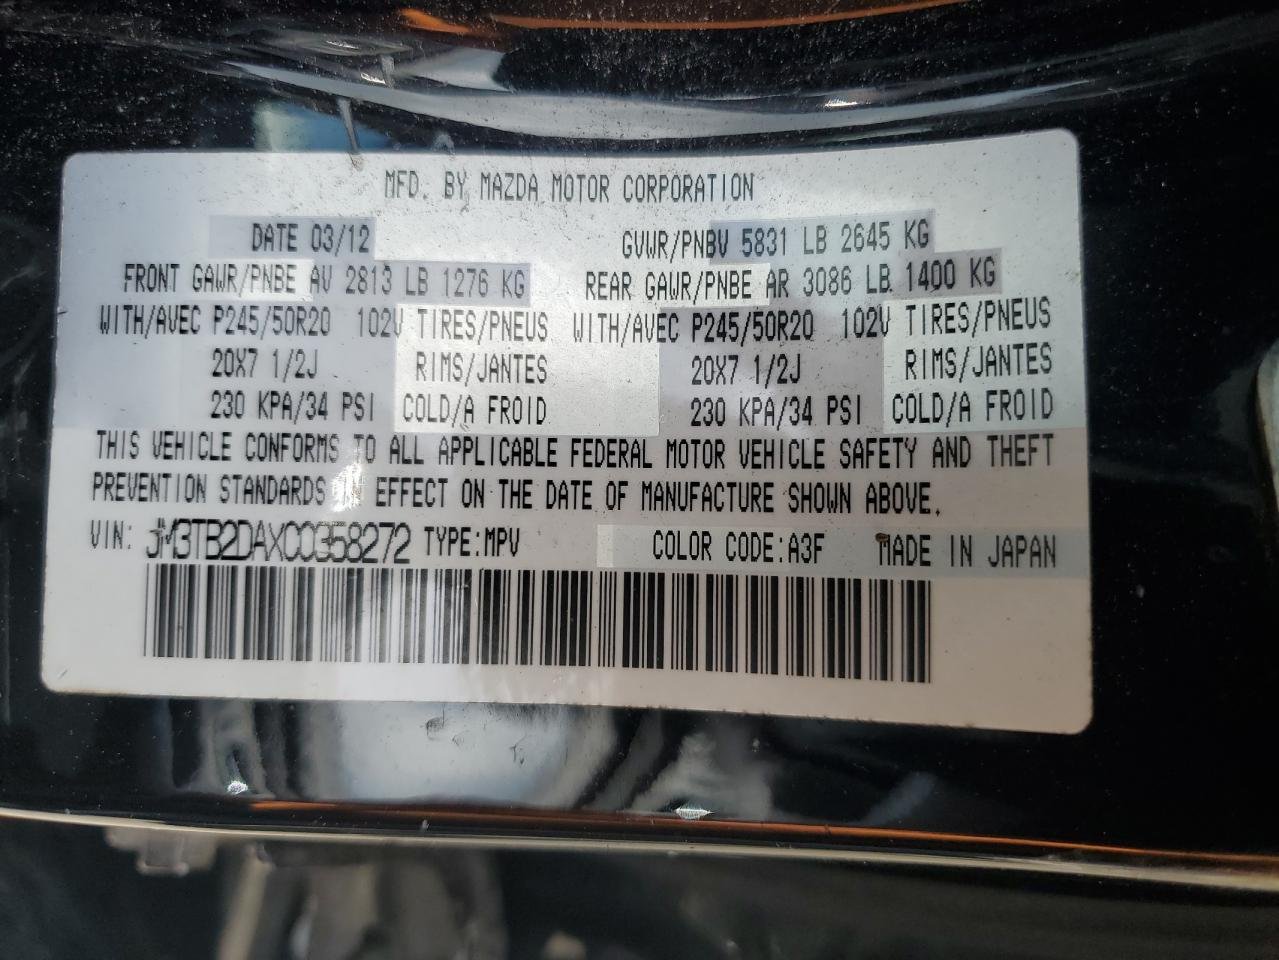 MFD. BY MAZDA MOTOR CORPORATION
DATE 03/12 GVWR/PNBV 5831 LB 2645 KG
FRONT GAWR/PNBE AV 2813 LB 1276 KG REAR GAWR/PNBE AR 3086 LB 1400 KG
WITH/AVEC P245/50R20 102V TIRES/PNEUS WITH/AVEC P245/50R20 102V TIRES/PNEUS
20X7 1/2J RIMS/JANTES 20X7 1/2J RIMS/JANTES
230 KPA/34 PSI COLD/A FROID 230 KPA/34 PSI COLD/A FROID
THIS VEHICLE CONFORMS TO ALL APPLICABLE FEDERAL MOTOR VEHICLE SAFETY AND THEFT
PREVENTION STANDARDS IN EFFECT ON THE DATE OF MANUFACTURE SHOWN ABOVE.
VIN: JM3TB2DAXC0358272 TYPE:MPV COLOR CODE:A3F MADE IN JAPAN